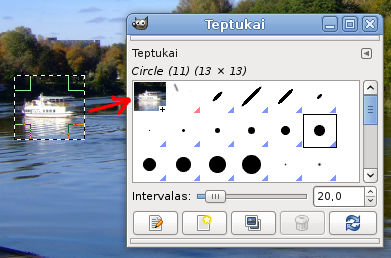 Teptukai
Teptukai
Circle (11) (13 × 13)
Intervalas:
20,0